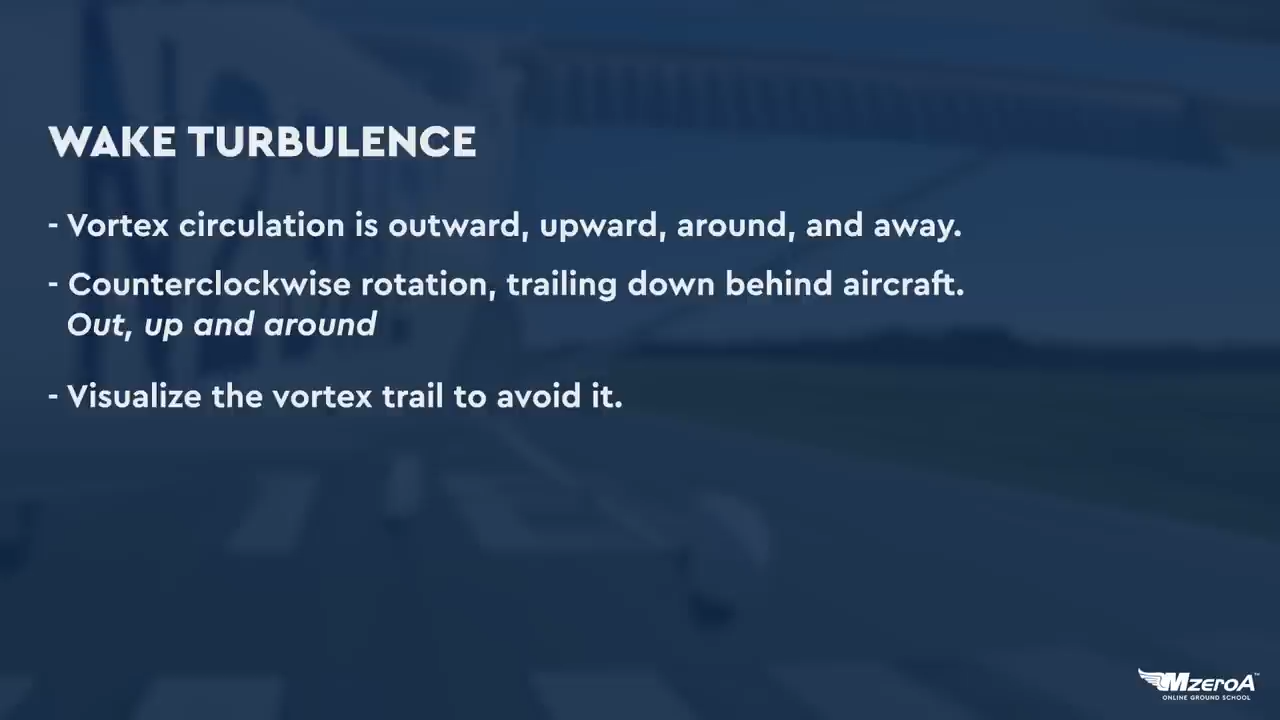 WAKE TURBULENCE
- Vortex circulation is outward, upward, around, and away.
- Counterclockwise rotation, trailing down behind aircraft.
Out, up and around
- Visualize the vortex trail to avoid it.
MzeroA™
ONLINE GROUND SCHOOL